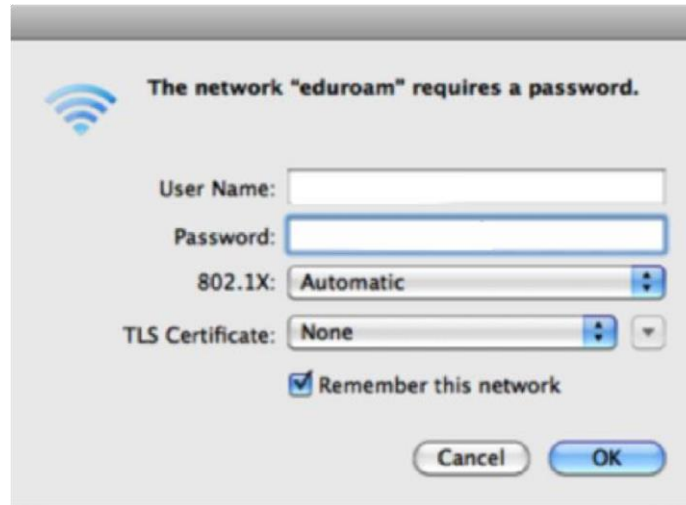 The network "eduroam" requires a password.
User Name:
Password:
802.1X: Automatic
TLS Certificate: None
Remember this network
Cancel OK